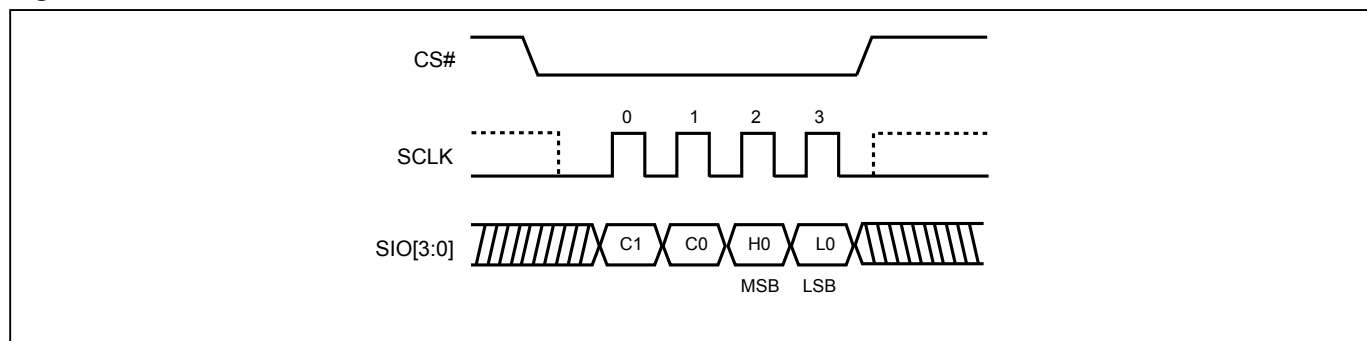 CS#
0 1 2 3
SCLK
SIO[3:0] C1 C0 H0 L0
MSB LSB